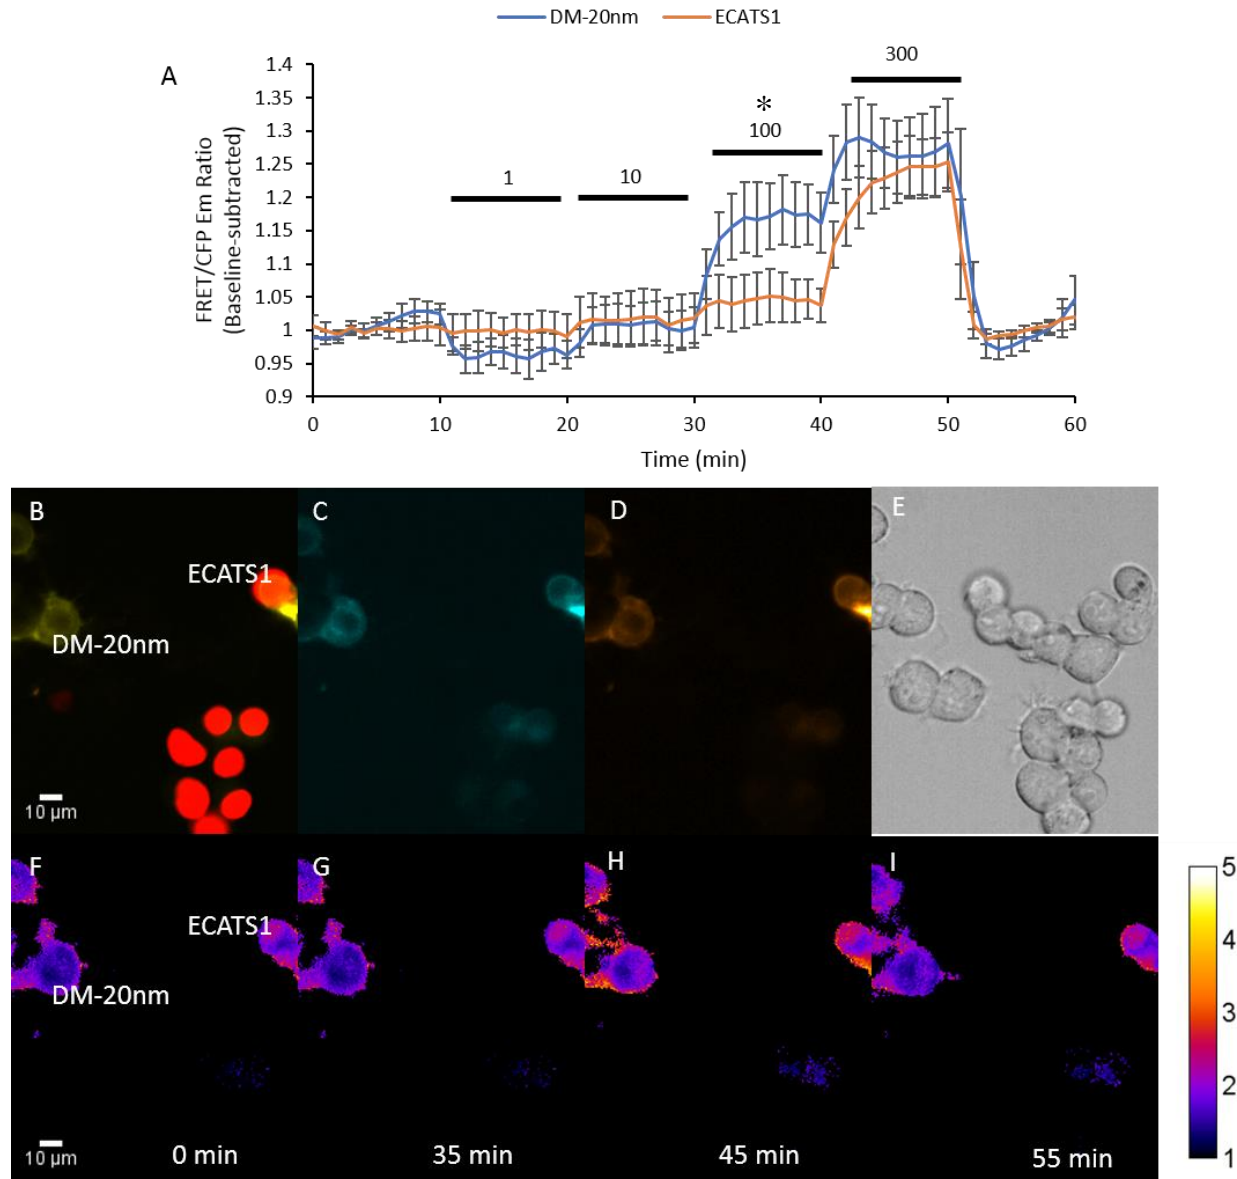 DM-20nm ECATS1
A
300
100
*
1
10
FRET/CFP Em Ratio
(Baseline-subtracted)
1.4
1.35
1.3
1.25
1.2
1.15
1.1
1.05
1
0.95
0.9
0 10 20 30 40 50 60
Time (min)
B C D E
ECATS1
DM-20nm
10 µm
F G H I
ECATS1
DM-20nm
10 µm
0 min 35 min 45 min 55 min
5
4
3
2
1